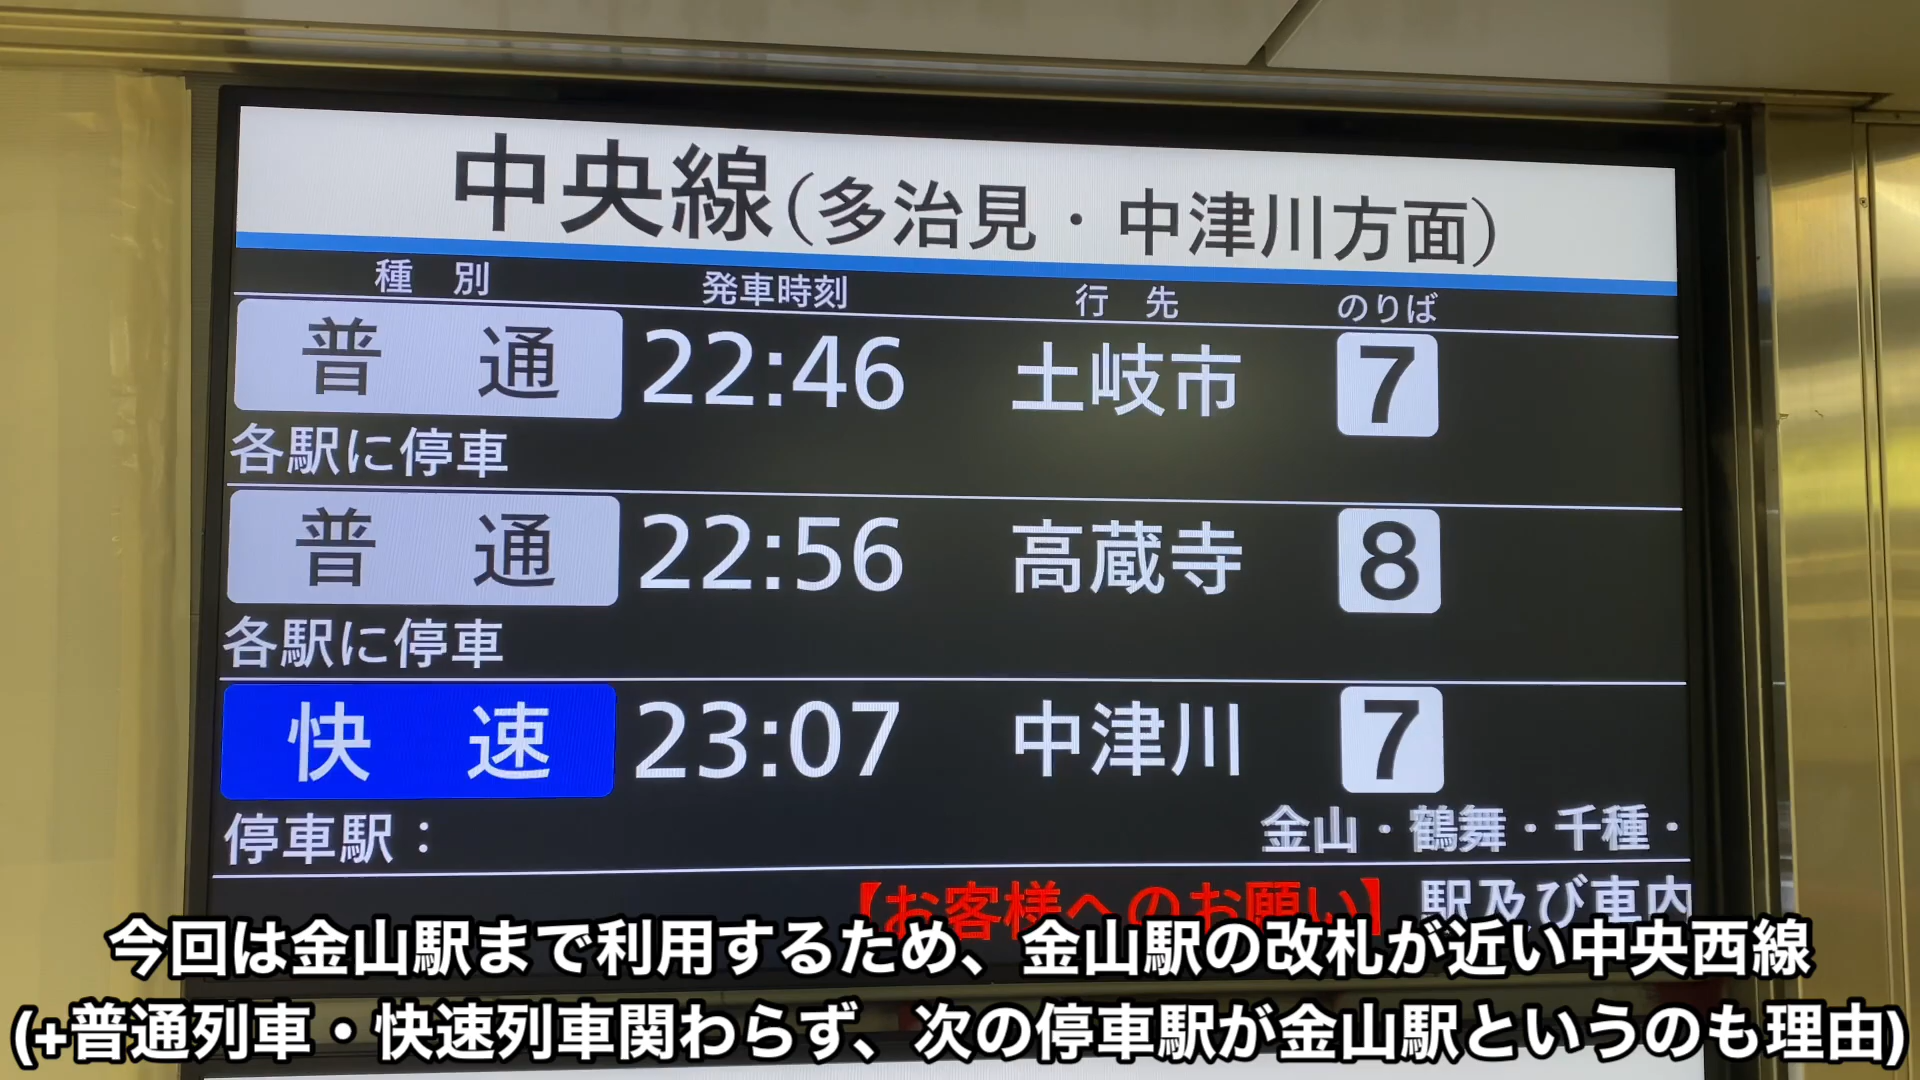 中央線(多治見・中津川方面)
種別 発車時刻 行先 のりば
普通 22:46 土岐市 7
各駅に停車
普通 22:56 高蔵寺 8
各駅に停車
快速 23:07 中津川 7
停車駅： 金山・鶴舞・千種・
【お客様へのお願い】 駅及び車内
今回は金山駅まで利用するため、金山駅の改札が近い中央西線
(+普通列車・快速列車関わらず、次の停車駅が金山駅というのも理由)